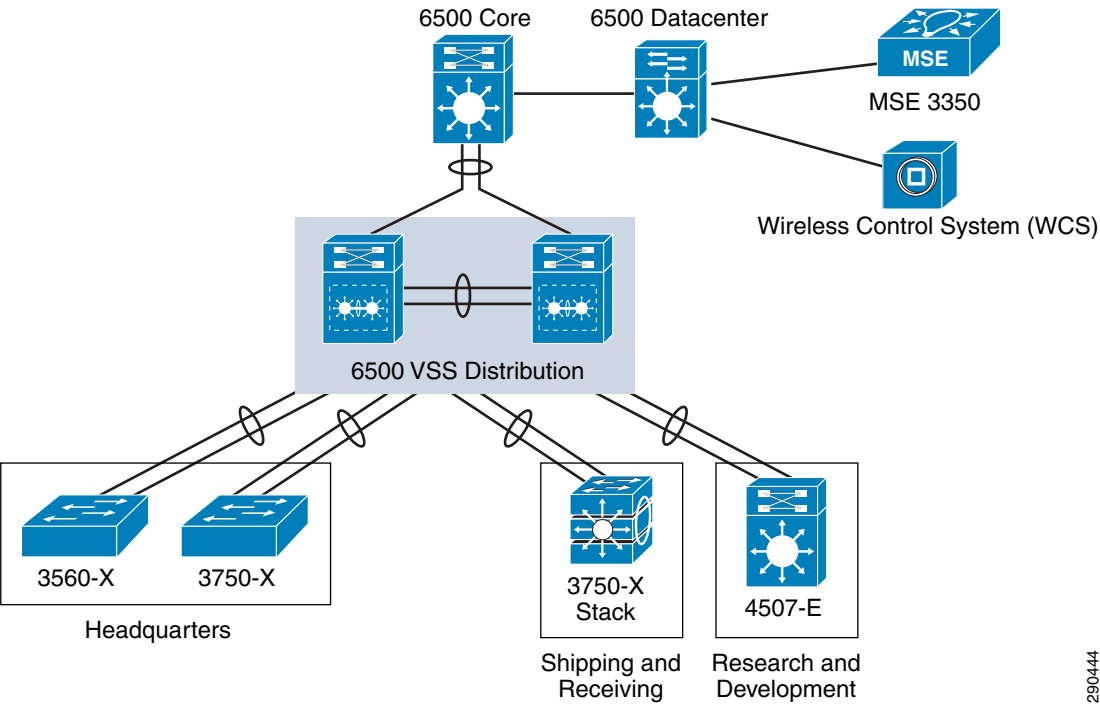 6500 Core
6500 Datacenter
MSE
MSE 3350
Wireless Control System (WCS)
6500 VSS Distribution
3560-X
3750-X
3750-X
Stack
4507-E
Headquarters
Shipping and
Receiving
Research and
Development
290444